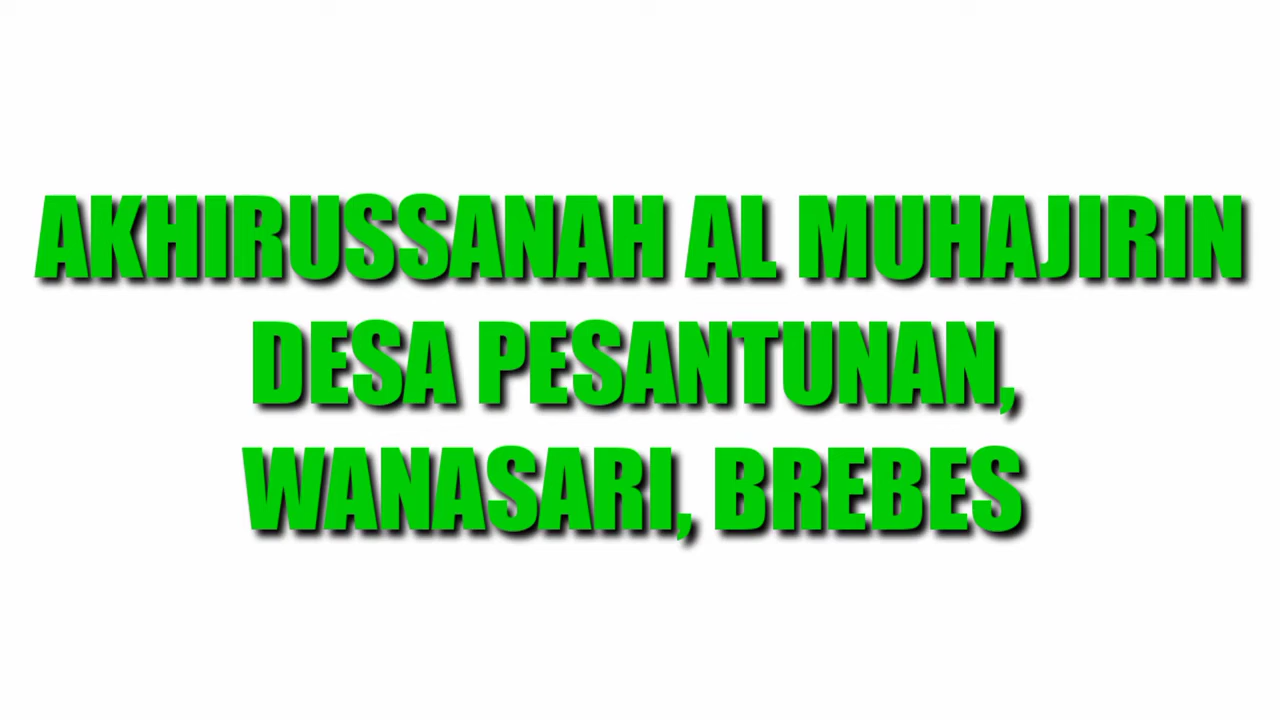 AKHIRUSSANAH AL MUHAJIRIN
DESA PESANTUNAN,
WANASARI, BREBES